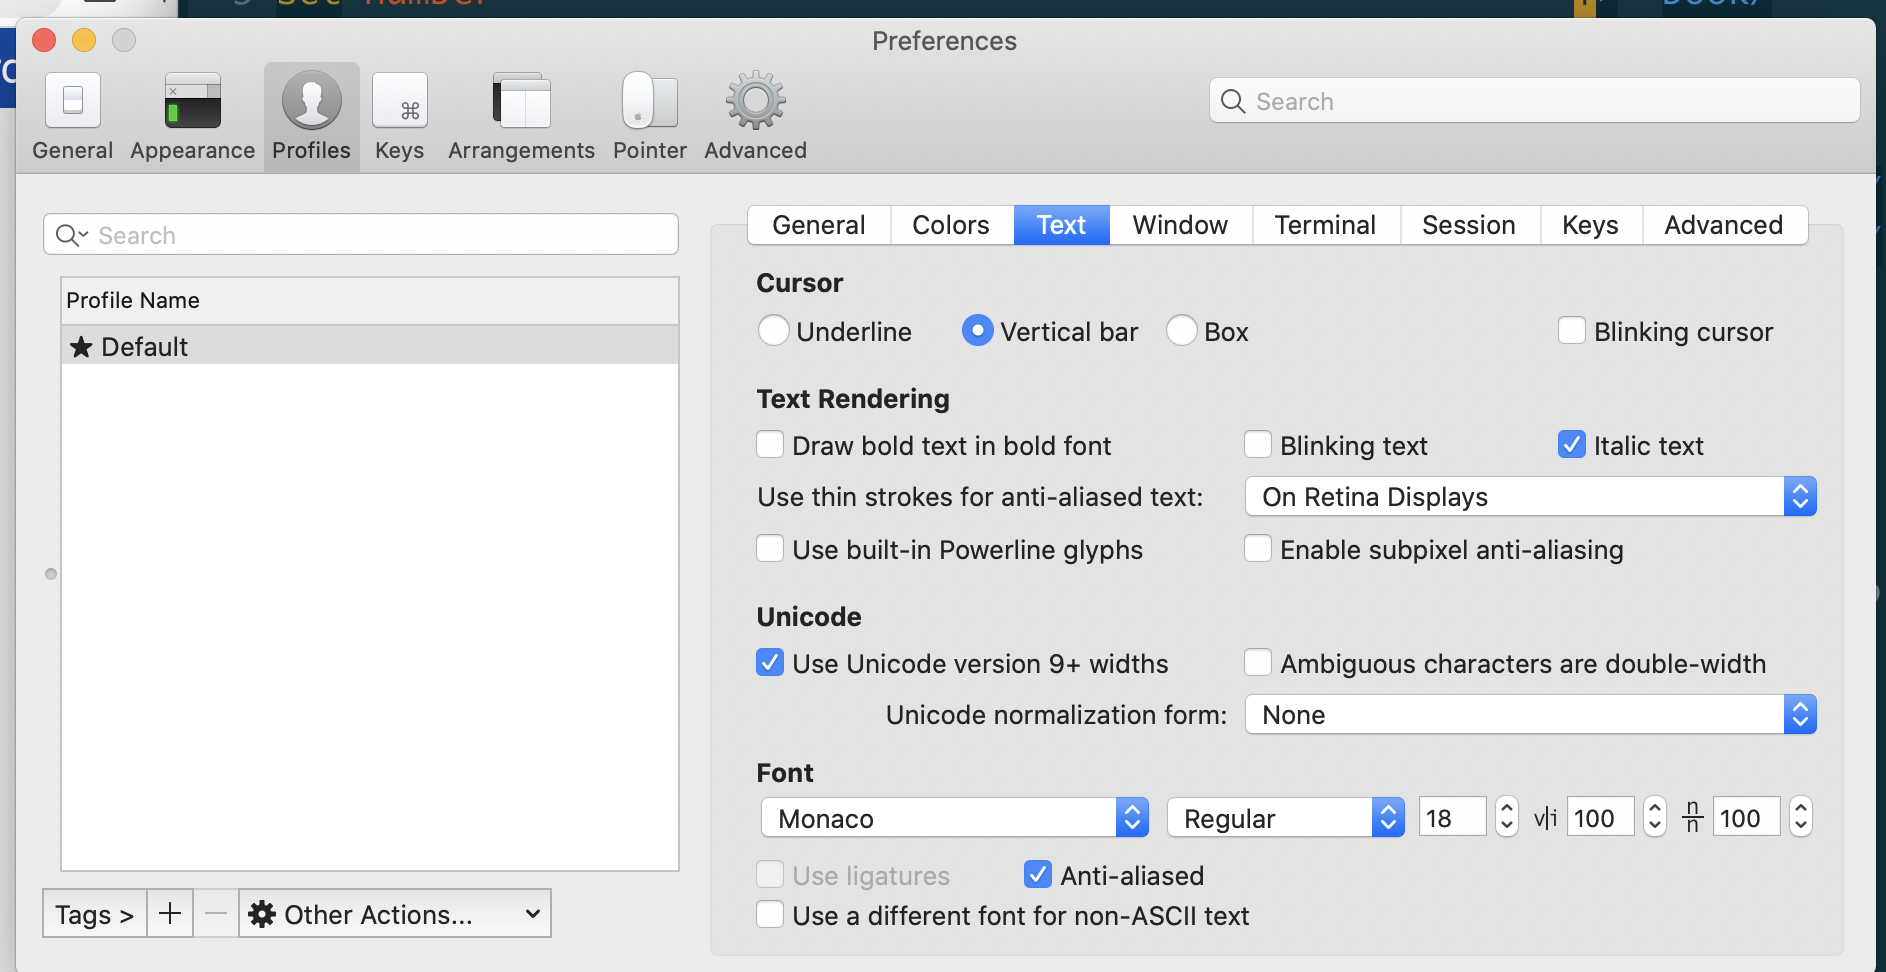 set number
Preferences
General Appearance Profiles Keys Arrangements Pointer Advanced
Search
Search
General Colors Text Window Terminal Session Keys Advanced
Profile Name
★ Default
Cursor
Underline Vertical bar Box Blinking cursor
Text Rendering
Draw bold text in bold font Blinking text Italic text
Use thin strokes for anti-aliased text: On Retina Displays
Use built-in Powerline glyphs Enable subpixel anti-aliasing
Unicode
Use Unicode version 9+ widths Ambiguous characters are double-width
Unicode normalization form: None
Font
Monaco Regular 18 v|i 100 n/n 100
Use ligatures Anti-aliased
Use a different font for non-ASCII text
Tags > + − Other Actions...